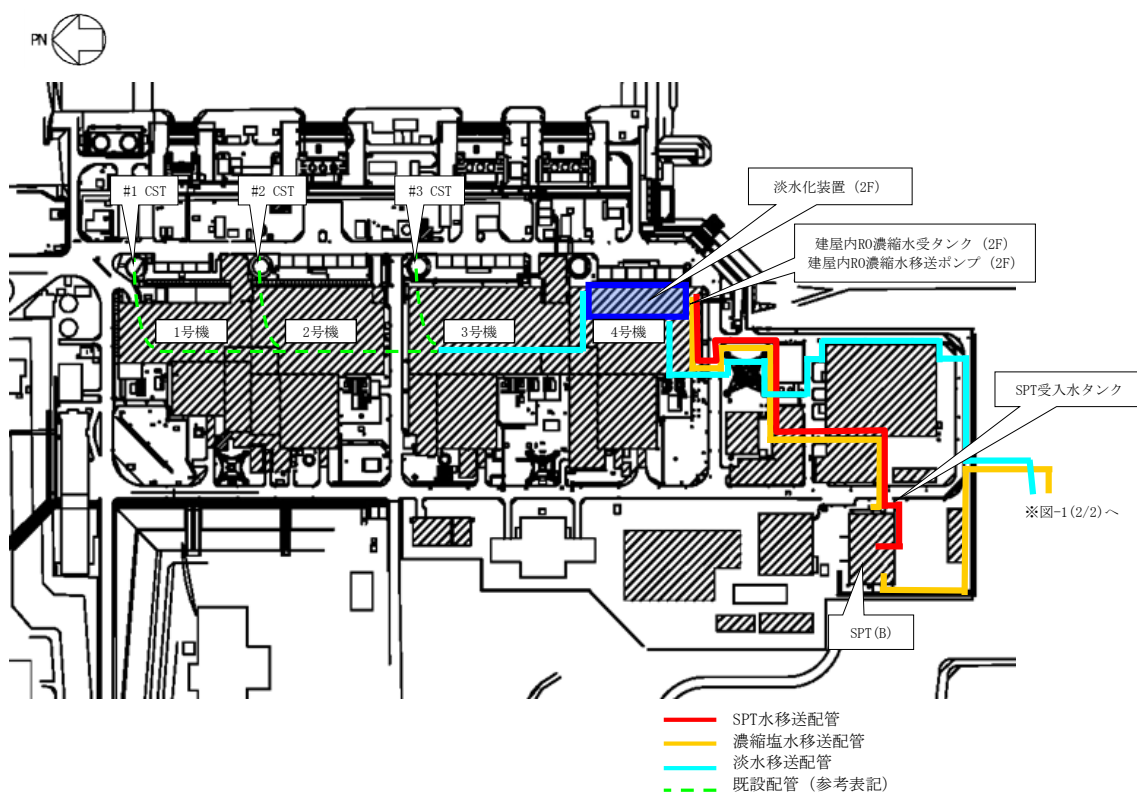 PN
#1 CST
#2 CST
#3 CST
淡水化装置 (2F)
建屋内RO濃縮水受タンク (2F)
建屋内RO濃縮水移送ポンプ (2F)
1号機
2号機
3号機
4号機
SPT受入水タンク
※図-1(2/2)へ
SPT(B)
SPT水移送配管
濃縮塩水移送配管
淡水移送配管
既設配管 (参考表記)